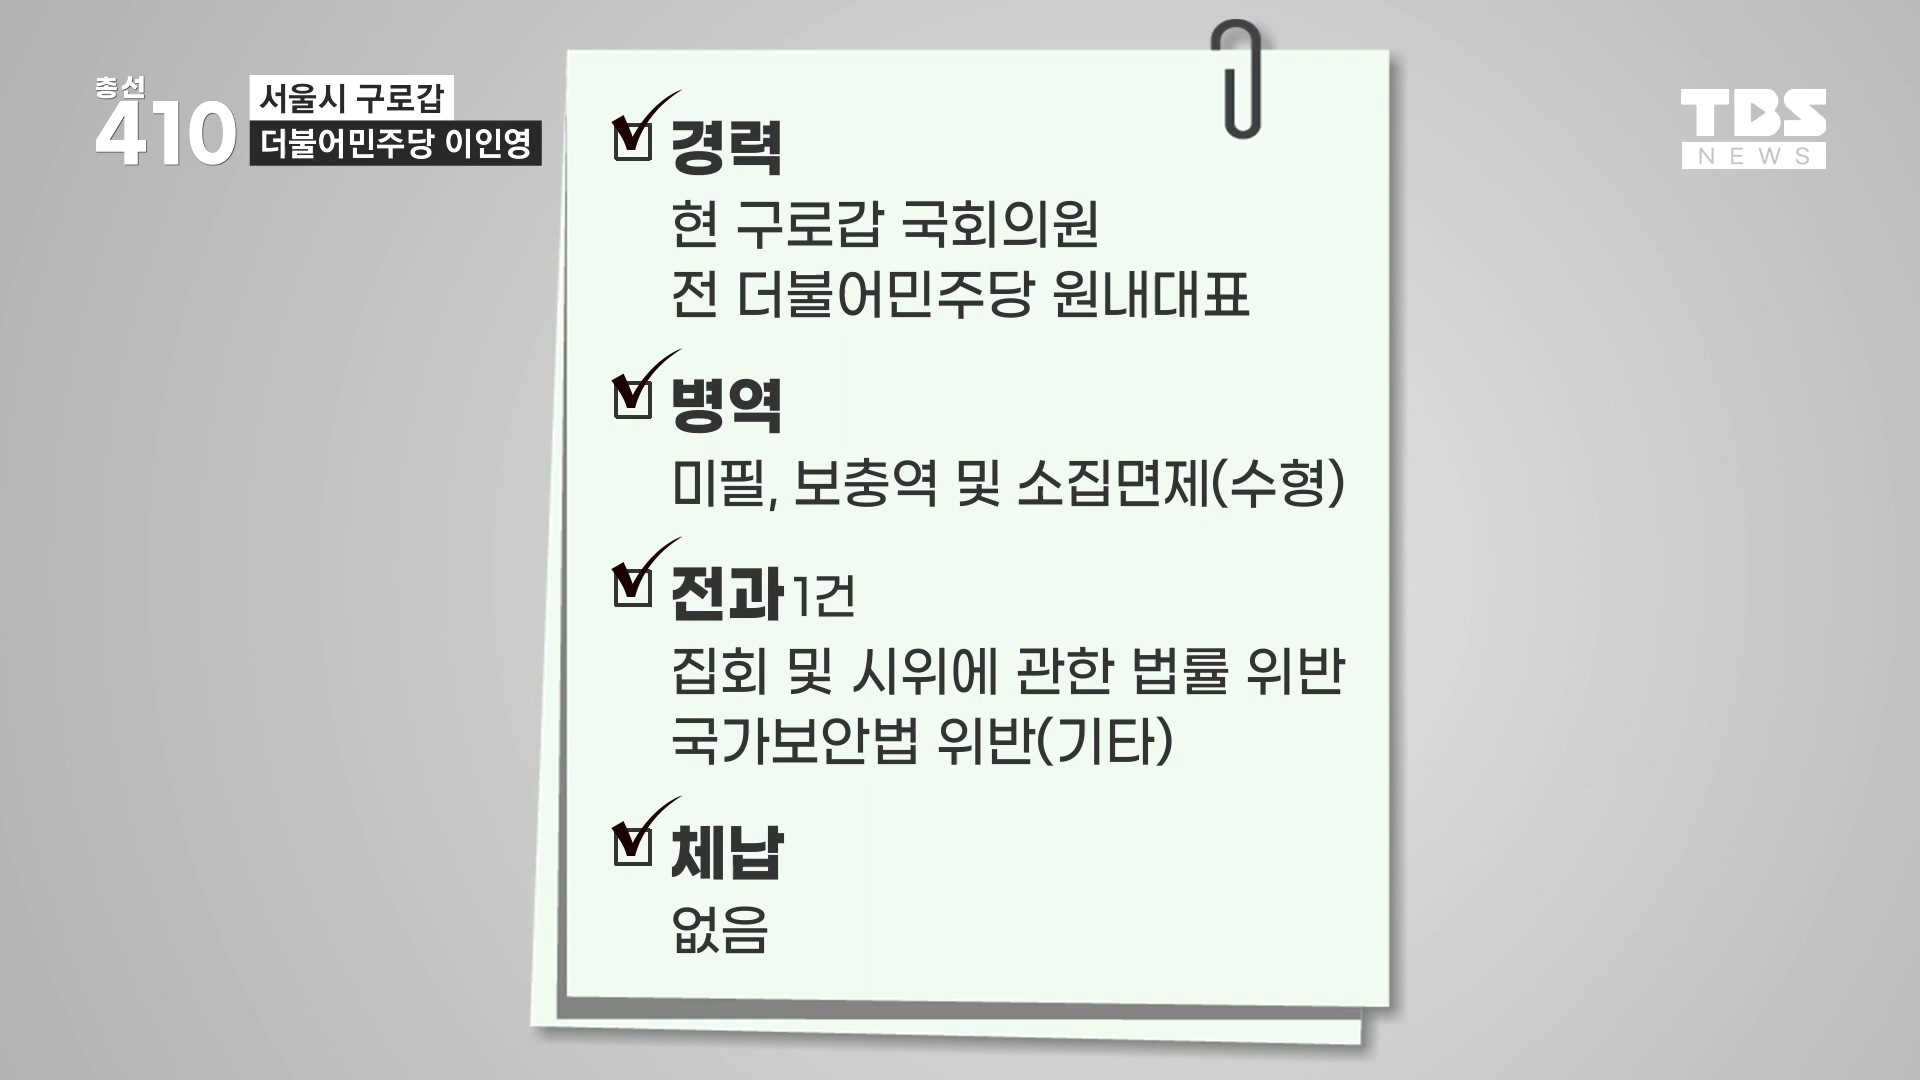 총선
410
서울시 구로갑
더불어민주당 이인영
TBS
NEWS
경력
현 구로갑 국회의원
전 더불어민주당 원내대표
병역
미필, 보충역 및 소집면제(수형)
전과 1건
집회 및 시위에 관한 법률 위반
국가보안법 위반(기타)
체납
없음